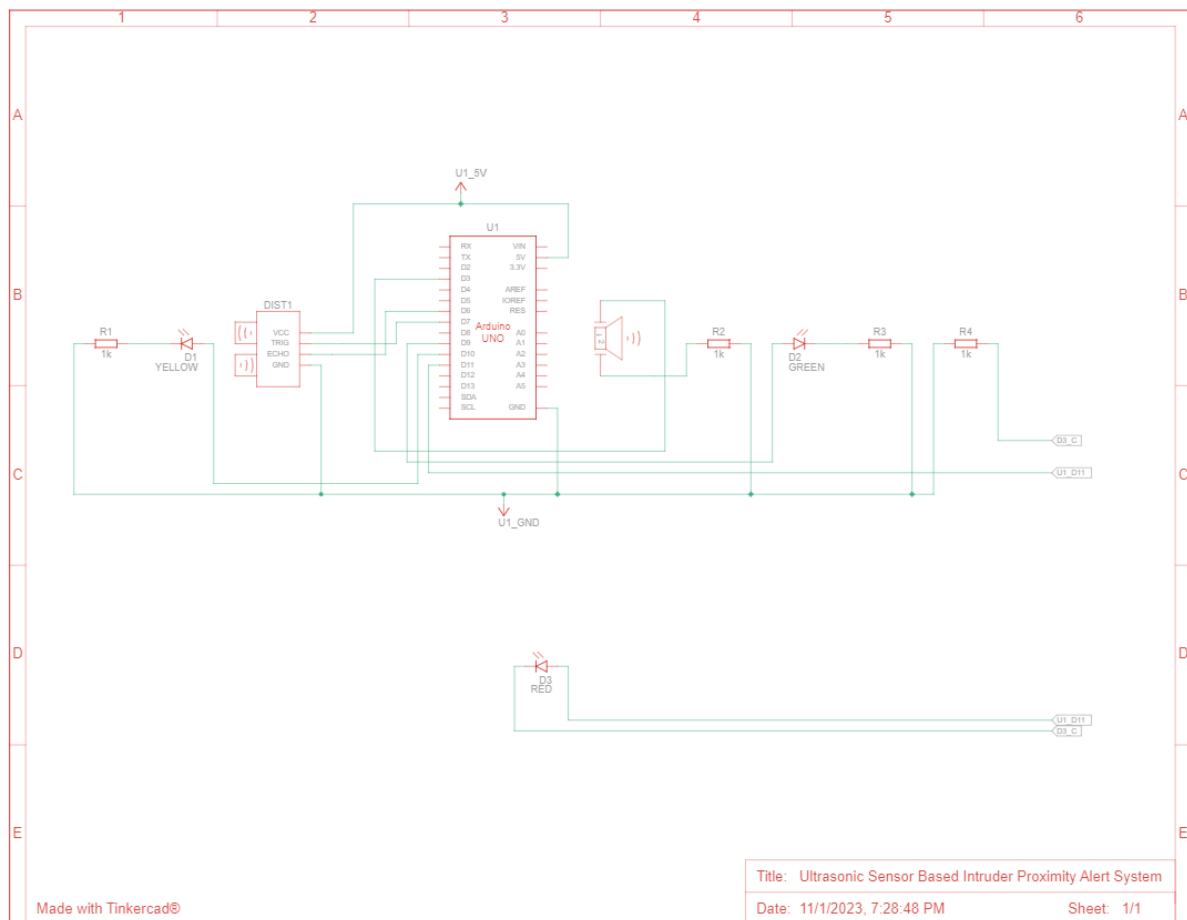 1 2 3 4 5 6
A A
U1_5V
U1
RX VIN
TX 5V
D2 3.3V
D3
D4 AREF
D5 IOREF
D6 RES
D7
D8 A0
D9 A1
D10 A2
D11 A3
D12 A4
D13 A5
SDA
SCL GND
Arduino
UNO
B B
DIST1
VCC
TRIG
ECHO
GND
R1
1k
D1
YELLOW
R2
1k
D2
GREEN
R3
1k
R4
1k
D3_C
C C
U1_D11
U1_GND
D D
D3
RED
U1_D11
D3_C
E E
Title: Ultrasonic Sensor Based Intruder Proximity Alert System
Made with Tinkercad®
Date: 11/1/2023, 7:28:48 PM Sheet: 1/1